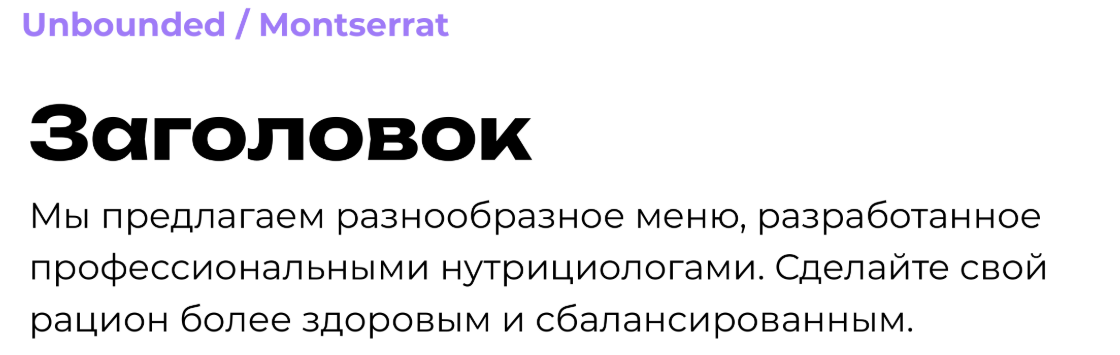 Unbounded / Montserrat
Заголовок
Мы предлагаем разнообразное меню, разработанное
профессиональными нутрициологами. Сделайте свой
рацион более здоровым и сбалансированным.